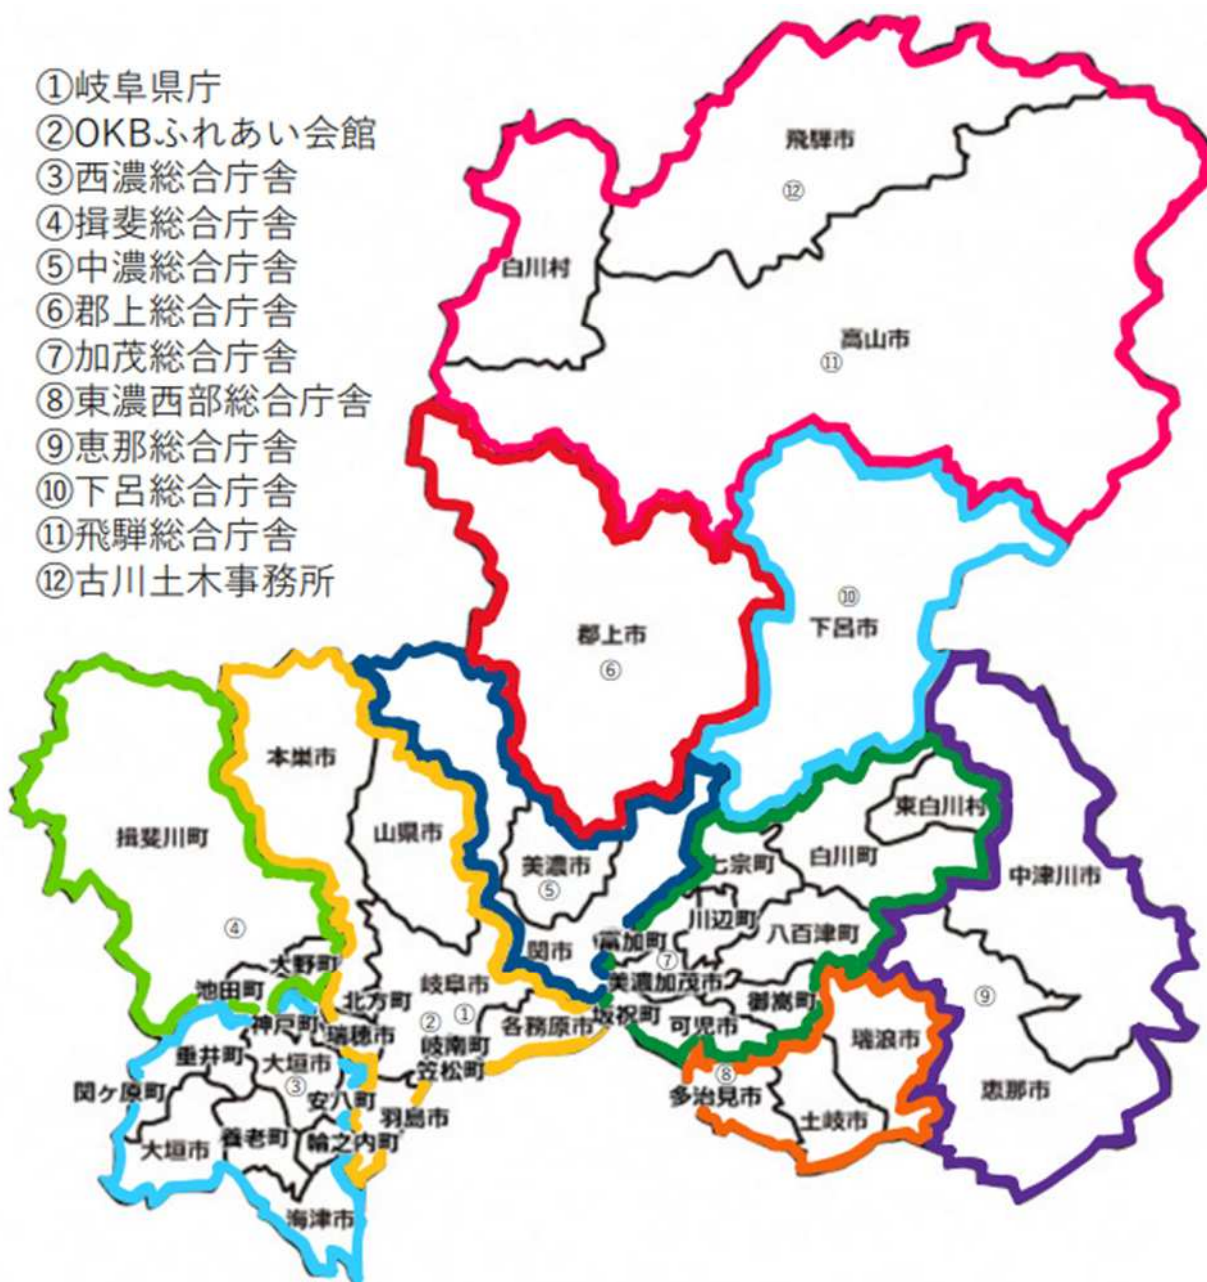 ①岐阜県庁
②OKBふれあい会館
③西濃総合庁舎
④揖斐総合庁舎
⑤中濃総合庁舎
⑥郡上総合庁舎
⑦加茂総合庁舎
⑧東濃西部総合庁舎
⑨恵那総合庁舎
⑩下呂総合庁舎
⑪飛騨総合庁舎
⑫古川土木事務所
飛騨市
⑫
白川村
高山市
⑪
⑩
下呂市
郡上市
⑥
本巣市
山県市
揖斐川町
④
美濃市
⑤
東白川村
白川町
七宗町
中津川市
川辺町
八百津町
富加町
⑦
関市
大野町
池田町
美濃加茂市
岐阜市
北方町
御嵩町
⑨
神戸町
瑞穂市
②
①
各務原市
坂祝町
可児市
岐南町
笠松町
瑞浪市
垂井町
大垣市
③
関ヶ原町
安八町
羽島市
⑧
多治見市
土岐市
恵那市
大垣市
養老町
輪之内町
海津市